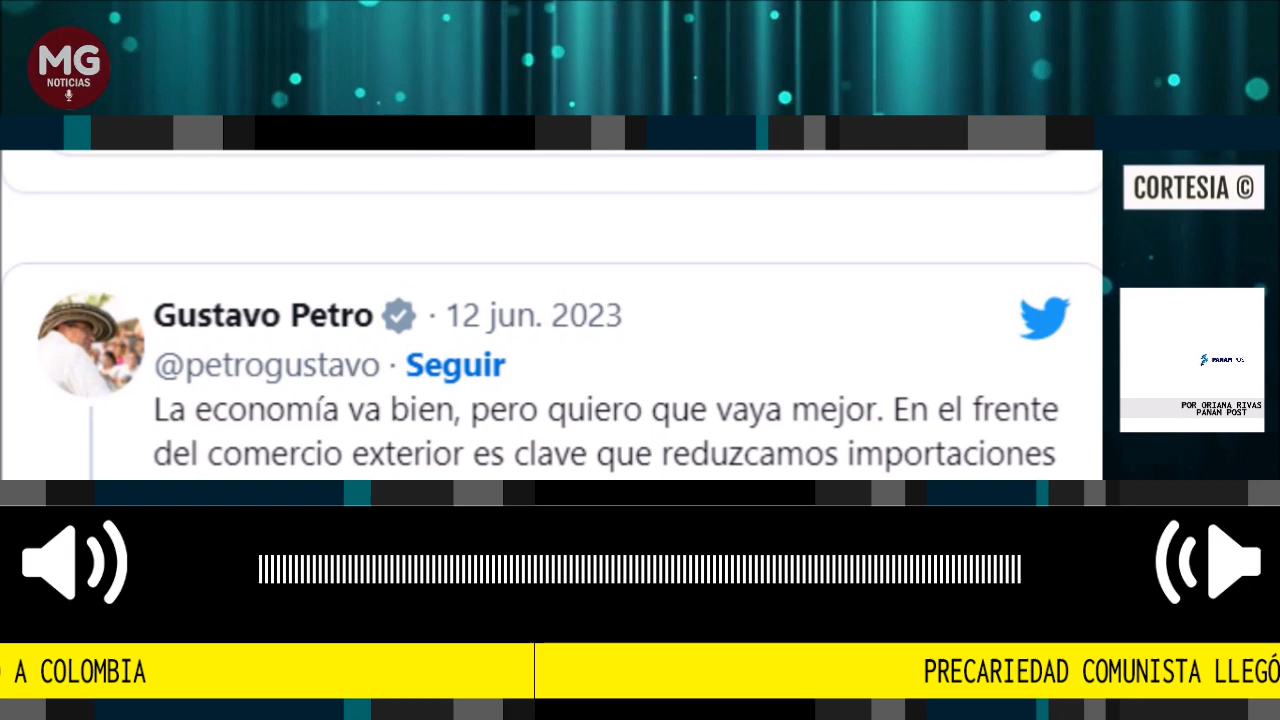 MG
NOTICIAS
CORTESIA ©
Gustavo Petro · 12 jun. 2023
@petrogustavo · Seguir
La economía va bien, pero quiero que vaya mejor. En el frente
del comercio exterior es clave que reduzcamos importaciones
POR ORIANA RIVAS
PANAM POST
A COLOMBIA
PRECARIEDAD COMUNISTA LLEGÓ